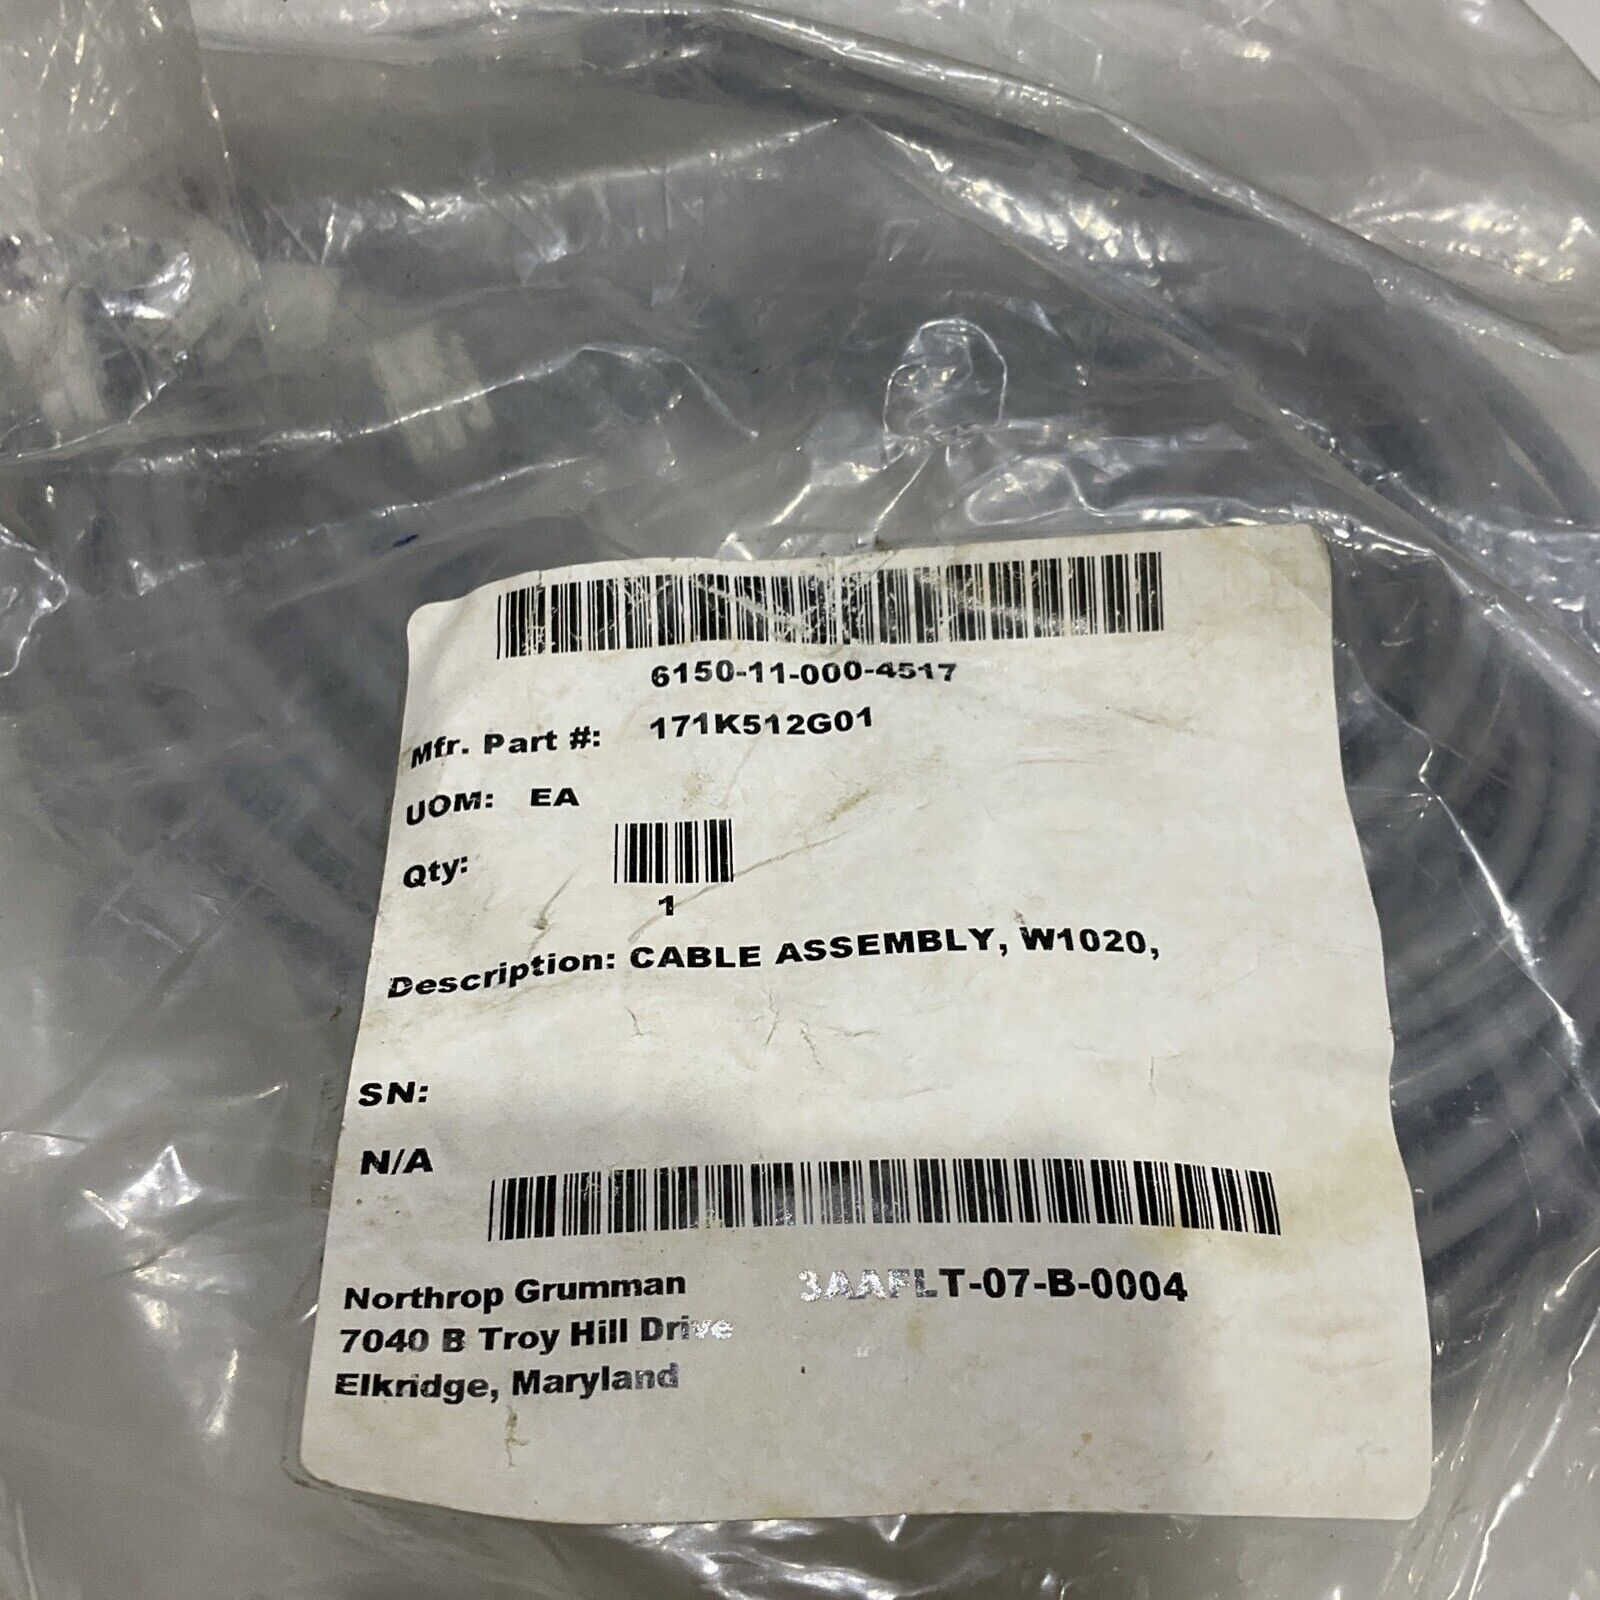 6150-11-000-4517
Mfr. Part #: 171K512G01
UOM: EA
Qty:
1
Description: CABLE ASSEMBLY, W1020,
SN:
N/A
Northrop Grumman
7040 B Troy Hill Drive
Elkridge, Maryland
3AAFLT-07-B-0004